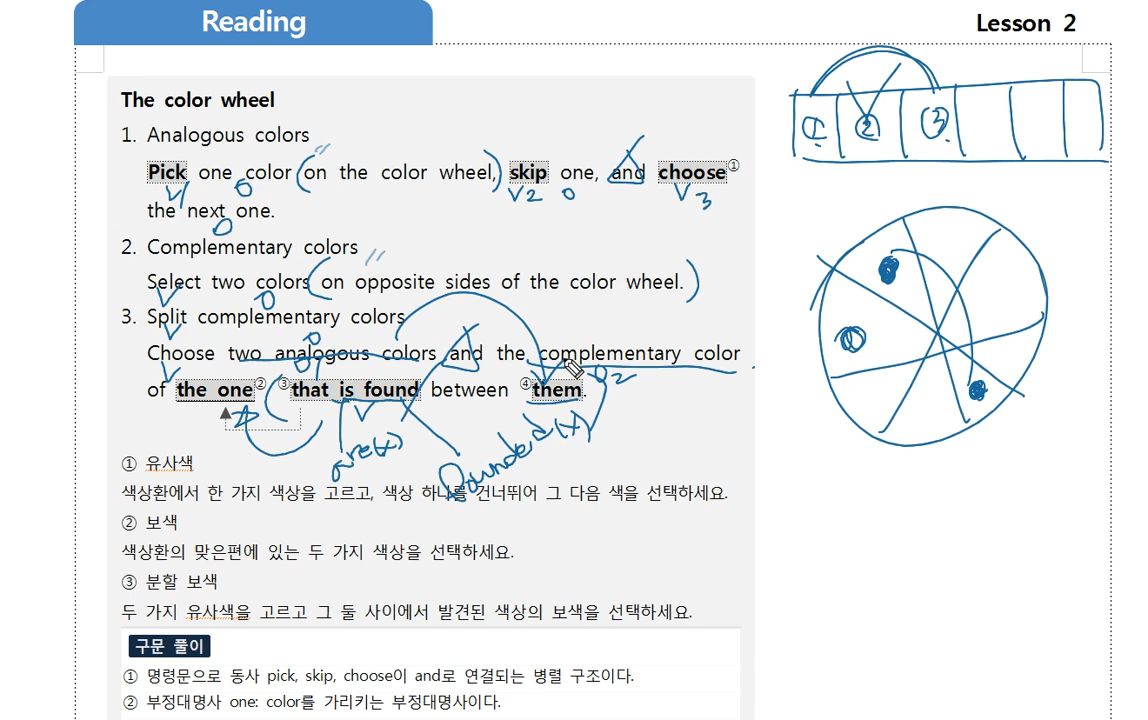 Reading
Lesson 2
The color wheel
1. Analogous colors
Pick one color on the color wheel, skip one, and choose①
the next one.
2. Complementary colors
Select two colors on opposite sides of the color wheel.
3. Split complementary colors
Choose two analogous colors and the complementary color
of the one② ③that is found between ④them.
① 유사색
색상환에서 한 가지 색상을 고르고, 색상 하나를 건너뛰어 그 다음 색을 선택하세요.
② 보색
색상환의 맞은편에 있는 두 가지 색상을 선택하세요.
③ 분할 보색
두 가지 유사색을 고르고 그 둘 사이에서 발견된 색상의 보색을 선택하세요.
구문 풀이
① 명령문으로 동사 pick, skip, choose이 and로 연결되는 병렬 구조이다.
② 부정대명사 one: color를 가리키는 부정대명사이다.
① ② ③
①
V2 O V3
are(X)
founded(X)